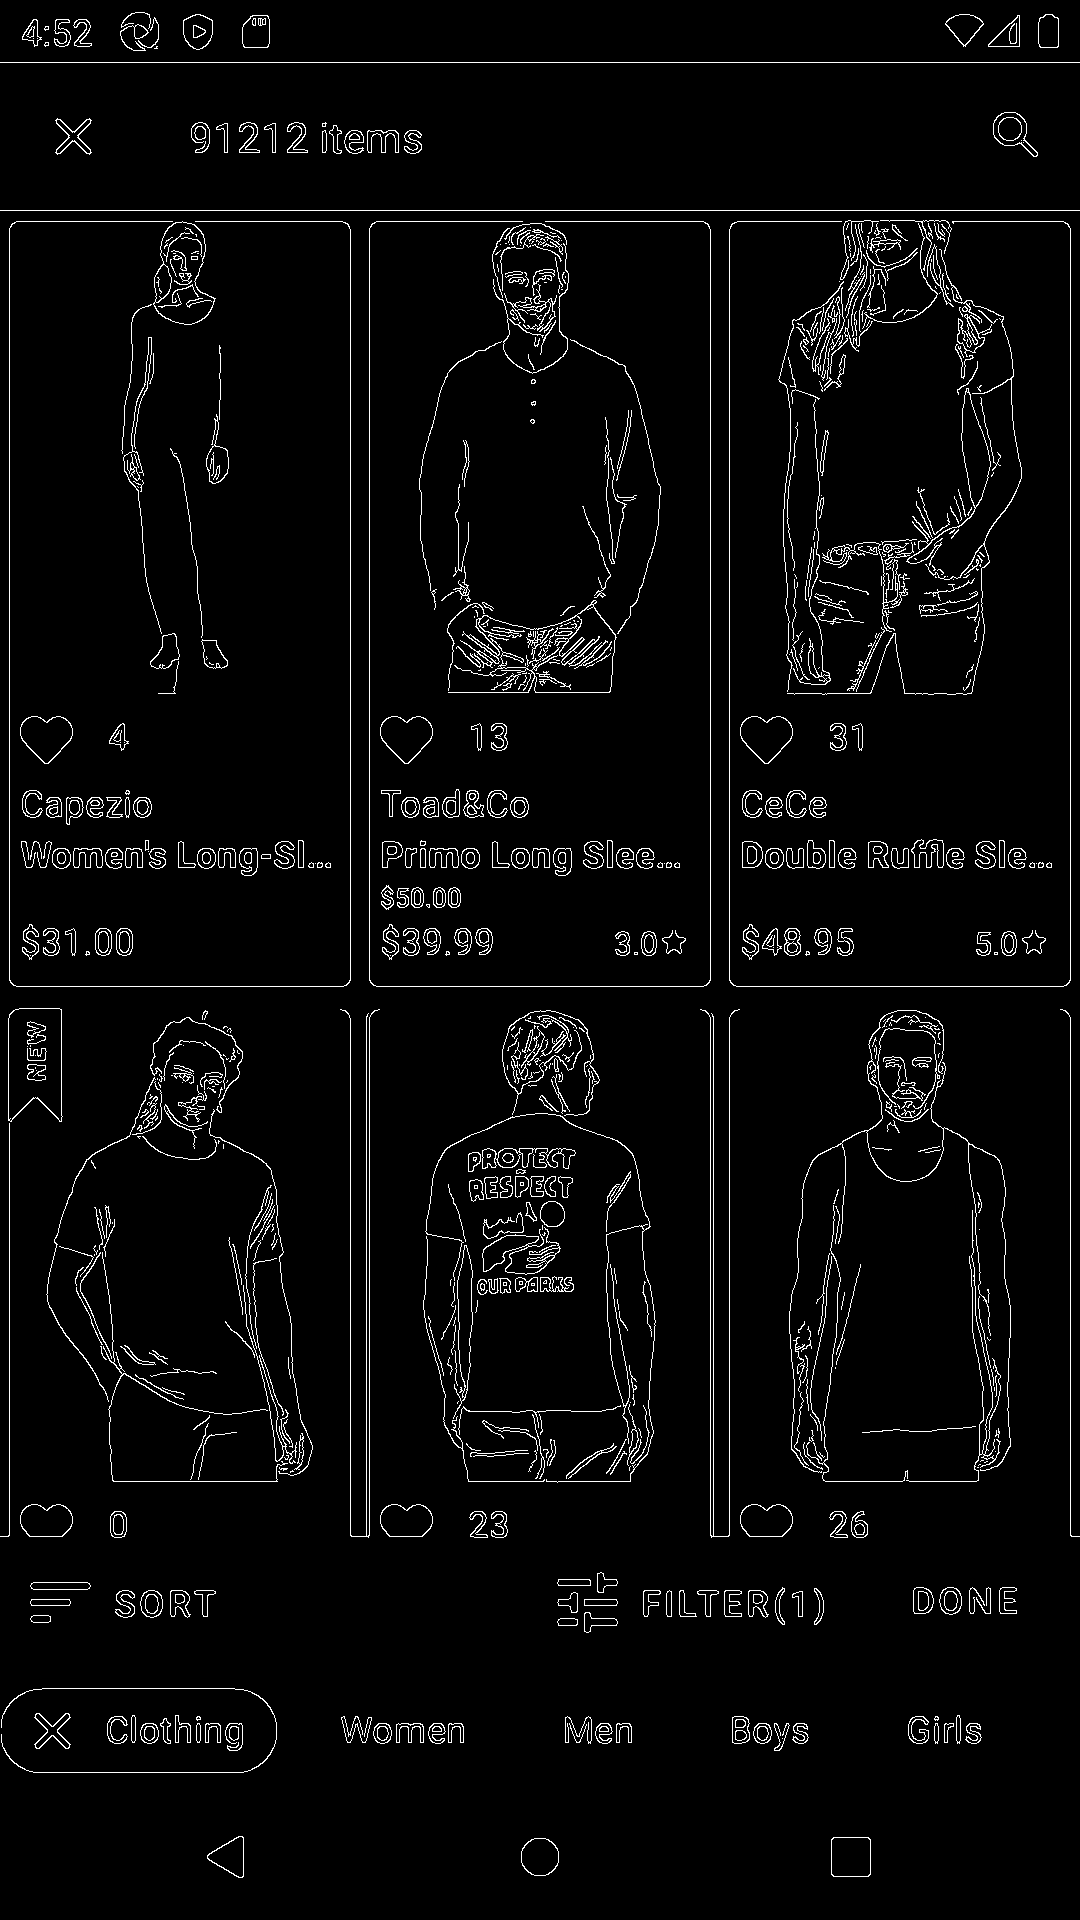 4:52
91212 items
4
13
31
Capezio
Toad&Co
CeCe
Women's Long-Sl...
Primo Long Slee...
Double Ruffle Sle...
$50.00
$31.00
$39.99
3.0
$48.95
5.0
NEW
PROTECT
RESPECT
OUR PARKS
0
23
26
SORT
FILTER(1)
DONE
Clothing
Women
Men
Boys
Girls